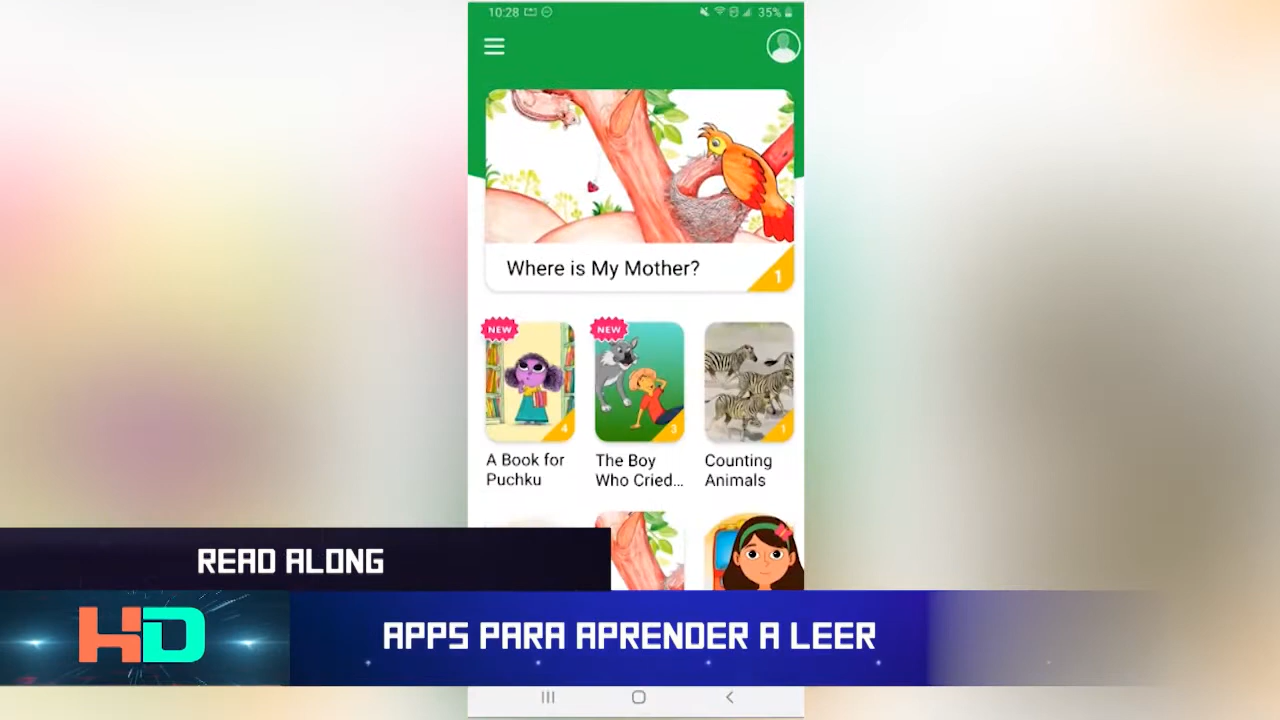 10:28
35%
Where is My Mother?
1
NEW
NEW
4
3
1
A Book for
Puchku
The Boy
Who Cried...
Counting
Animals
READ ALONG
HD
APPS PARA APRENDER A LEER